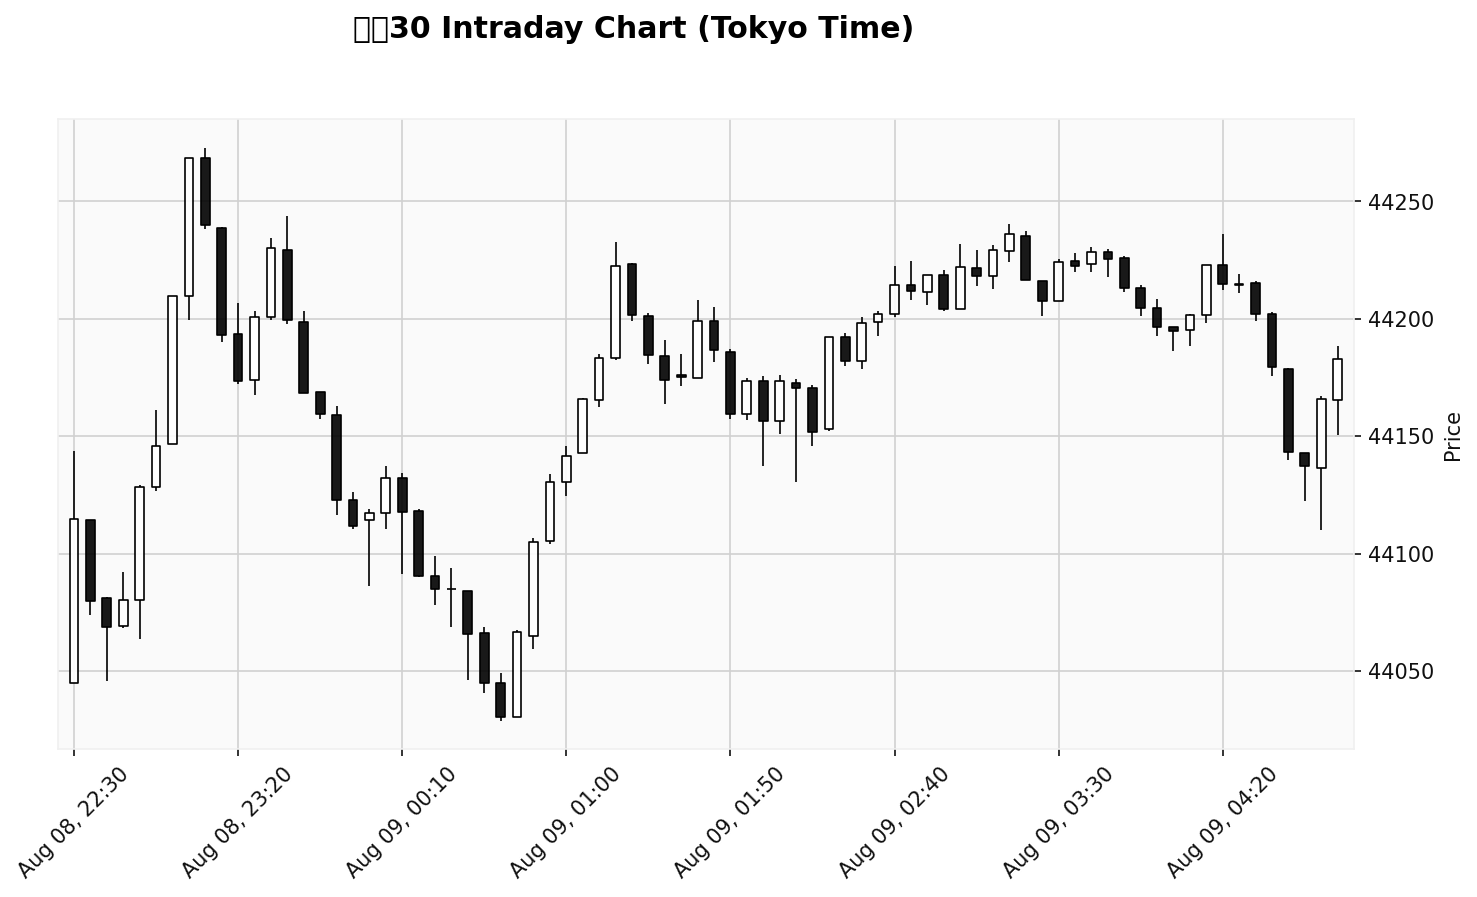 30 Intraday Chart (Tokyo Time)
44250
44200
44150
44100
44050
Price
Aug 08, 22:30
Aug 08, 23:20
Aug 09, 00:10
Aug 09, 01:00
Aug 09, 01:50
Aug 09, 02:40
Aug 09, 03:30
Aug 09, 04:20